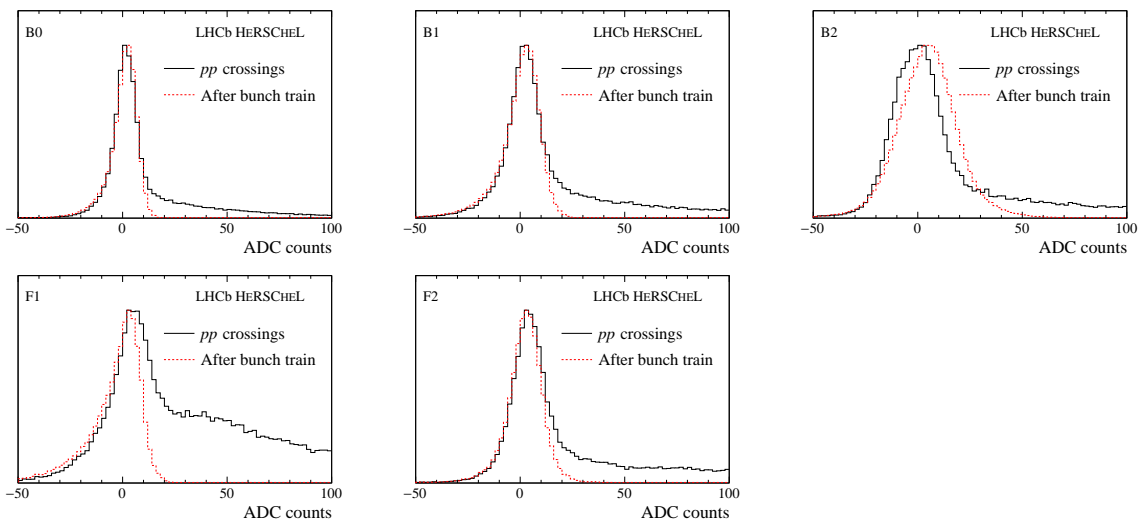 B0 LHCb HERSCHEL
pp crossings
After bunch train
−50 0 50 100
ADC counts
B1 LHCb HERSCHEL
pp crossings
After bunch train
−50 0 50 100
ADC counts
B2 LHCb HERSCHEL
pp crossings
After bunch train
−50 0 50 100
ADC counts
F1 LHCb HERSCHEL
pp crossings
After bunch train
−50 0 50 100
ADC counts
F2 LHCb HERSCHEL
pp crossings
After bunch train
−50 0 50 100
ADC counts